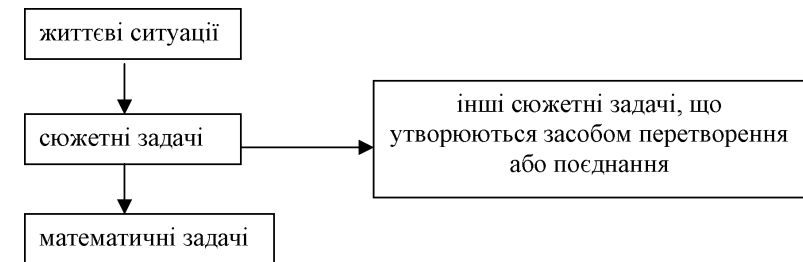 життєві ситуації
сюжетні задачі
інші сюжетні задачі, що
утворюються засобом перетворення
або поєднання
математичні задачі